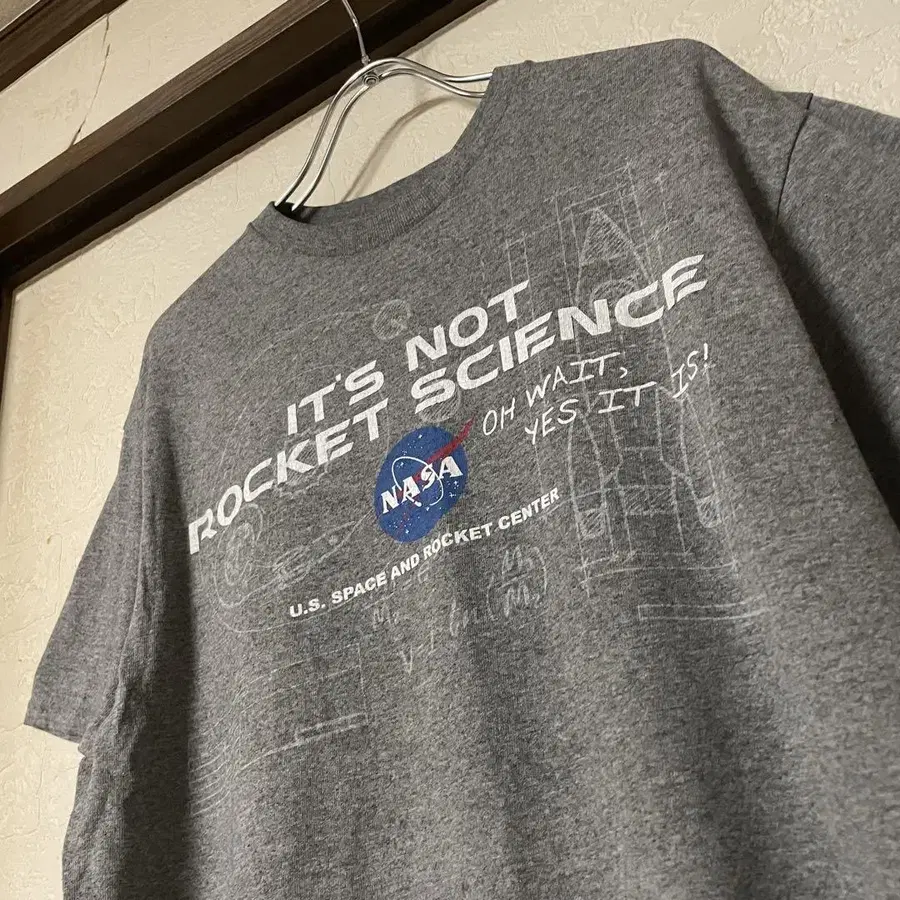 IT'S NOT
ROCKET SCIENCE
OH WAIT,
YES IT IS!
NASA
U.S. SPACE AND ROCKET CENTER